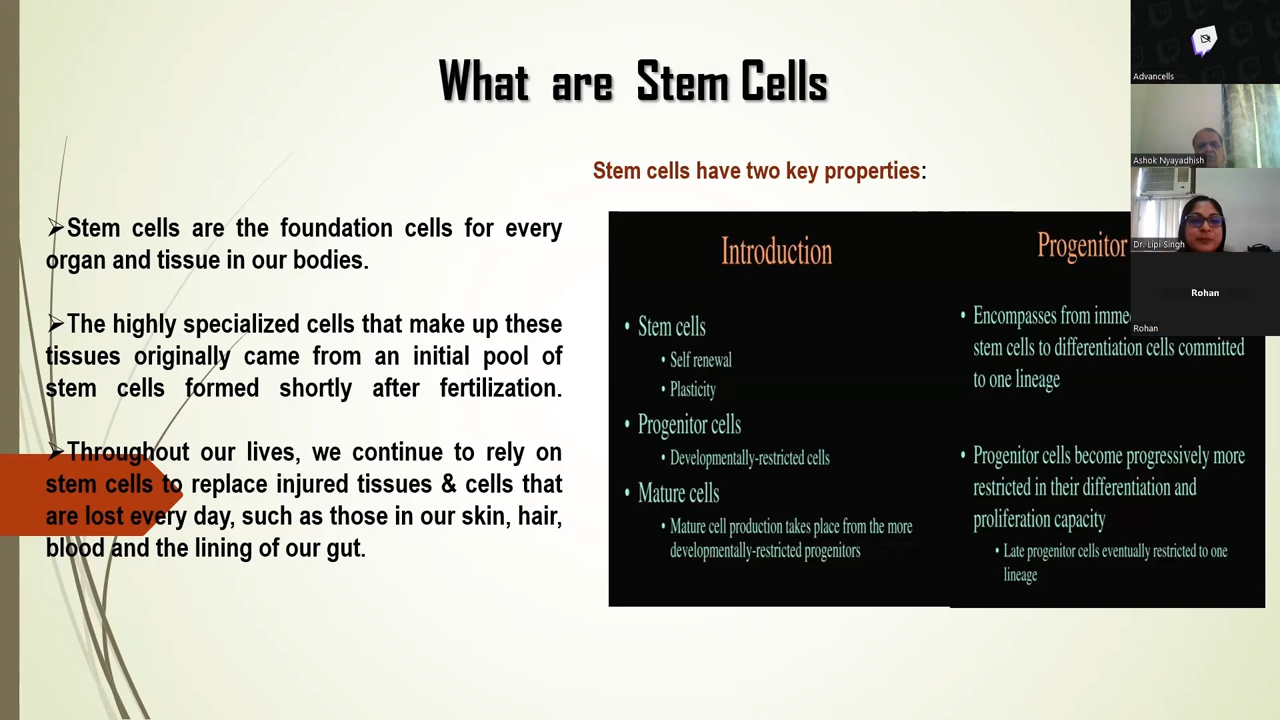 What are Stem Cells
Stem cells have two key properties:
➢Stem cells are the foundation cells for every
organ and tissue in our bodies.
➢The highly specialized cells that make up these
tissues originally came from an initial pool of
stem cells formed shortly after fertilization.
➢Throughout our lives, we continue to rely on
stem cells to replace injured tissues & cells that
are lost every day, such as those in our skin, hair,
blood and the lining of our gut.
Introduction
• Stem cells
• Self renewal
• Plasticity
• Progenitor cells
• Developmentally-restricted cells
• Mature cells
• Mature cell production takes place from the more
developmentally-restricted progenitors
Progenitor
• Encompasses from
stem cells to differentiation cells committed
to one lineage
• Progenitor cells become progressively more
restricted in their differentiation and
proliferation capacity
• Late progenitor cells eventually restricted to one
lineage
Advancells
Ashok Nyayadhish
Dr. Lipi Singh
Rohan
Rohan